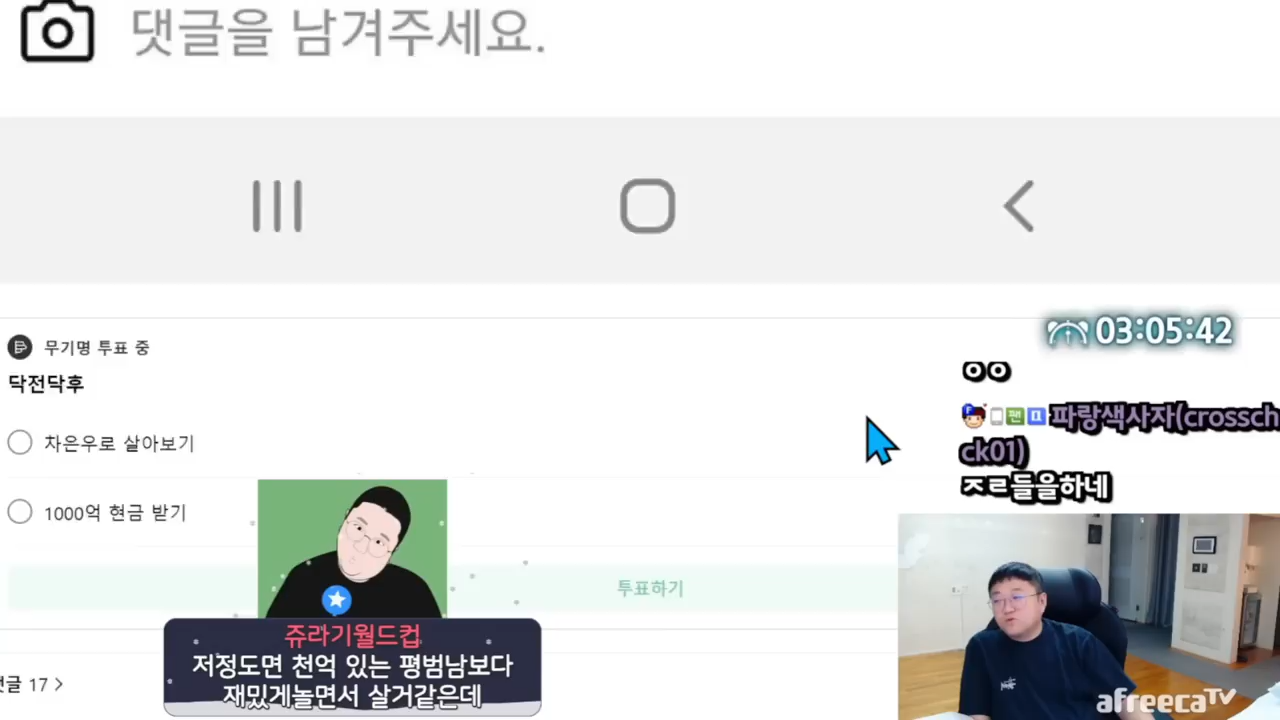 댓글을 남겨주세요.
무기명 투표 중
닥전닥후
차은우로 살아보기
1000억 현금 받기
투표하기
댓글 17
쥬라기월드컵
저정도면 천억 있는 평범남보다
재밌게놀면서 살거같은데
03:05:42
ㅇㅇ
팬
파랑색사자(crossch
ck01)
ㅈㄹ들을하네
afreecaTV